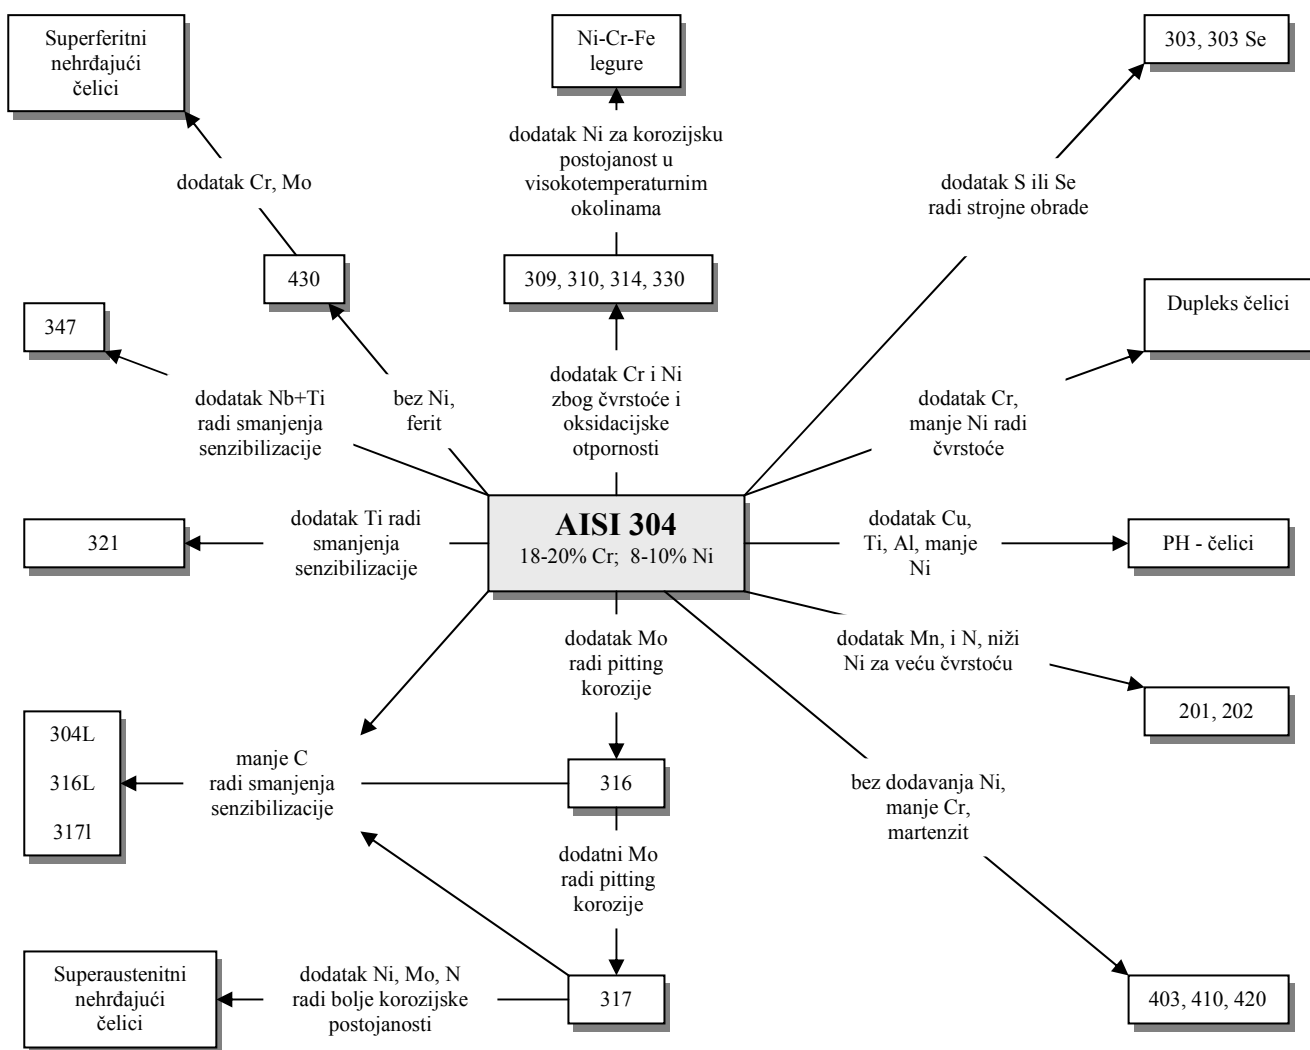 Superferitni
nehrđajući
čelici
Ni-Cr-Fe
legure
303, 303 Se
dodatak Ni za korozijsku
postojanost u
visokotemperaturnim
okolinama
dodatak Cr, Mo
dodatak S ili Se
radi strojne obrade
430
309, 310, 314, 330
Dupleks čelici
347
dodatak Nb+Ti
radi smanjenja
senzibilizacije
bez Ni,
ferit
dodatak Cr i Ni
zbog čvrstoće i
oksidacijske
otpornosti
dodatak Cr,
manje Ni radi
čvrstoće
321
dodatak Ti radi
smanjenja
senzibilizacije
AISI 304
18-20% Cr; 8-10% Ni
dodatak Cu,
Ti, Al, manje
Ni
PH - čelici
dodatak Mo
radi pitting
korozije
dodatak Mn, i N, niži
Ni za veću čvrstoću
201, 202
304L
316L
317l
manje C
radi smanjenja
senzibilizacije
316
bez dodavanja Ni,
manje Cr,
martenzit
dodatni Mo
radi pitting
korozije
Superaustenitni
nehrđajući
čelici
dodatak Ni, Mo, N
radi bolje korozijske
postojanosti
317
403, 410, 420